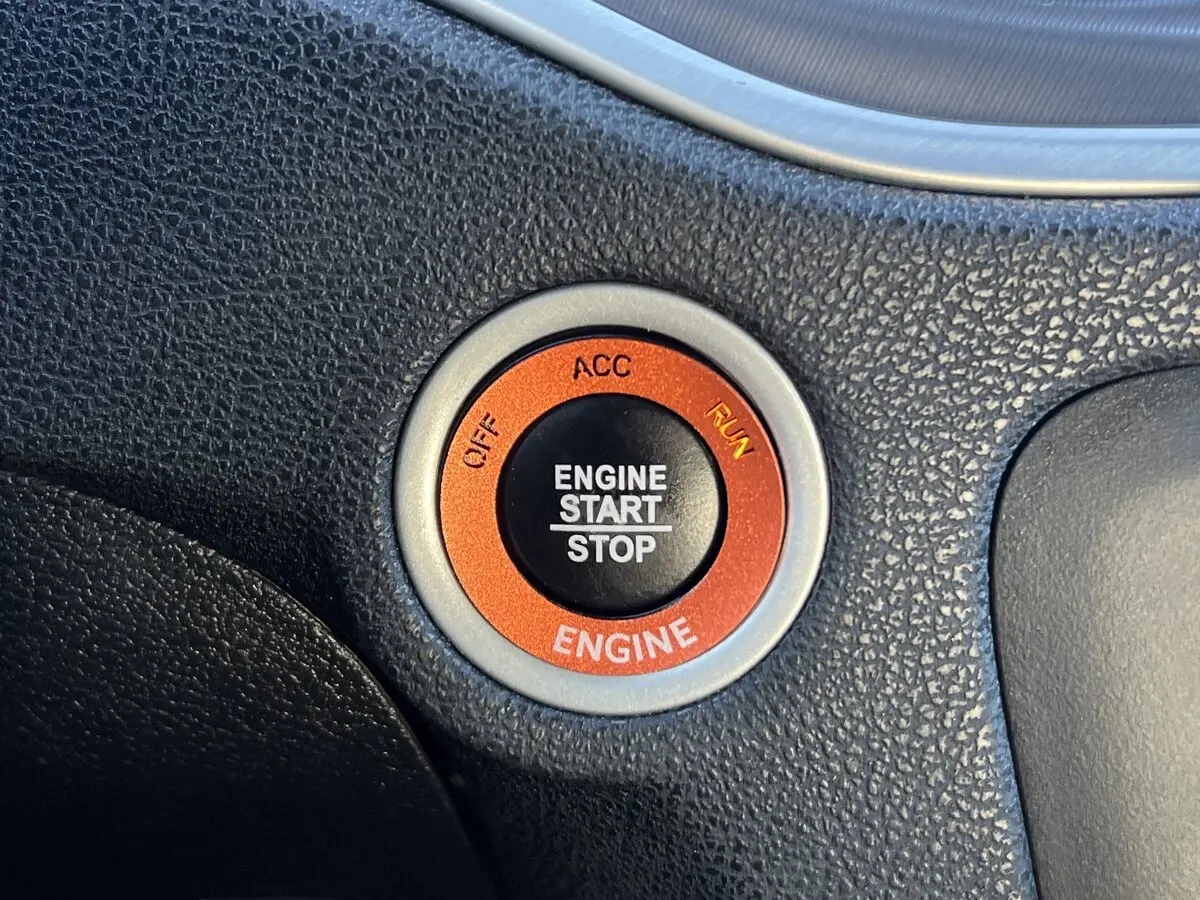 ACC
OFF
RUN
ENGINE
START
STOP
ENGINE